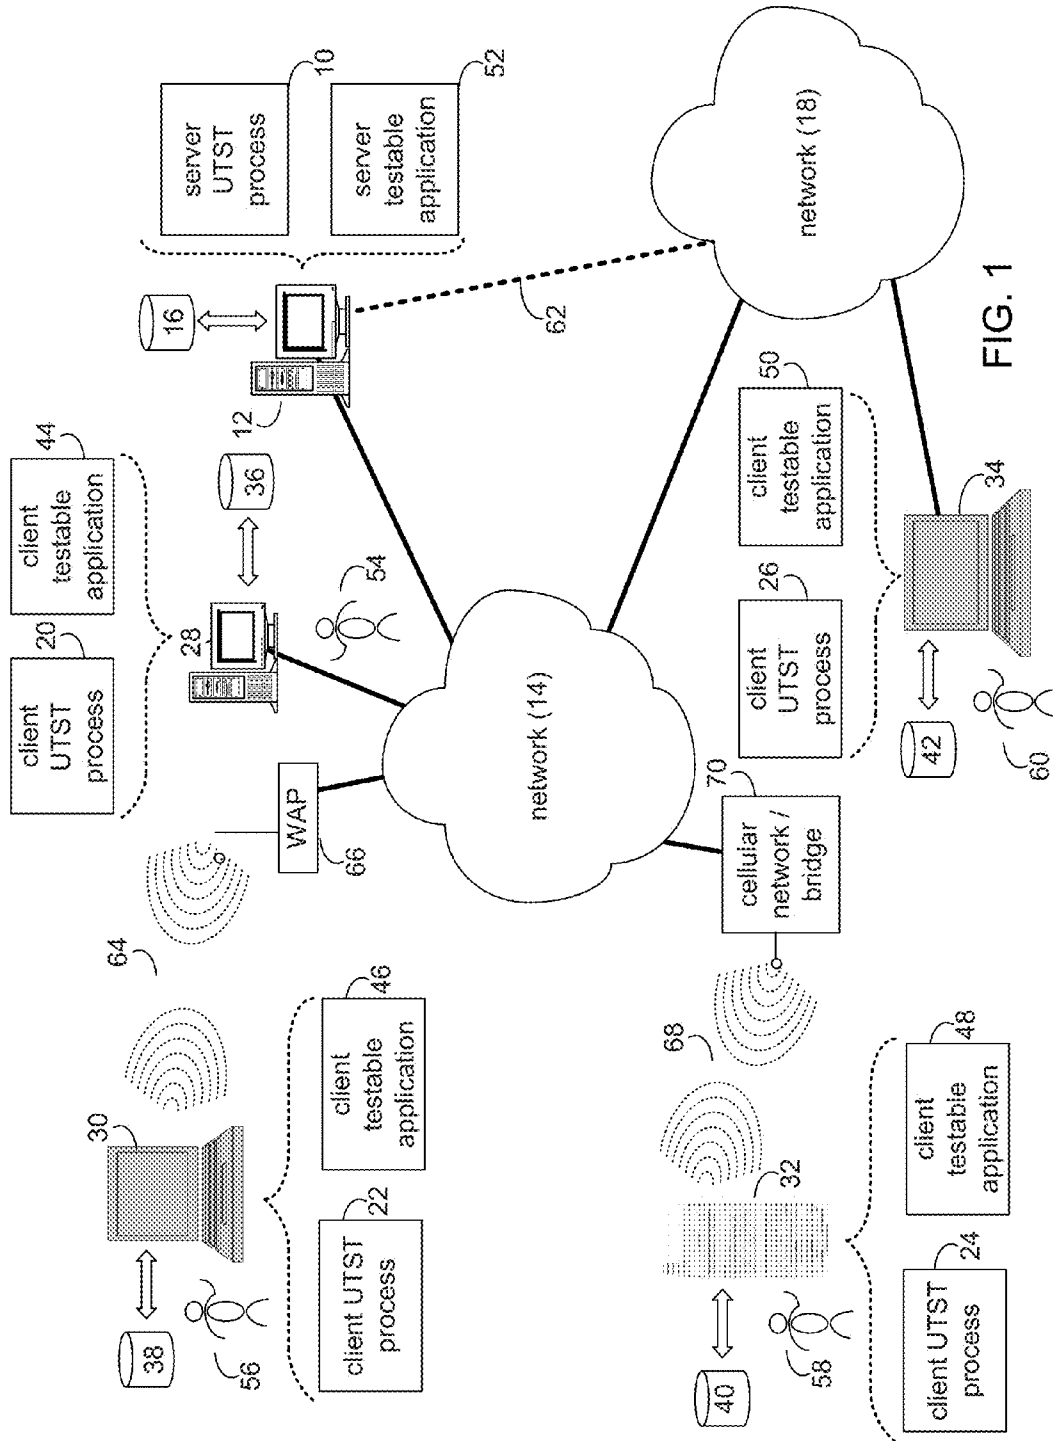 38
56
30
client UTST
process
22
client
testable
application
46
64
WAP
66
client
UTST
process
20
client
testable
application
44
28
36
54
12
16
server
UTST
process
10
server
testable
application
52
62
network (14)
network (18)
40
58
32
client UTST
process
24
client
testable
application
48
68
cellular
network /
bridge
70
42
60
client
UTST
process
26
client
testable
application
50
34
FIG. 1